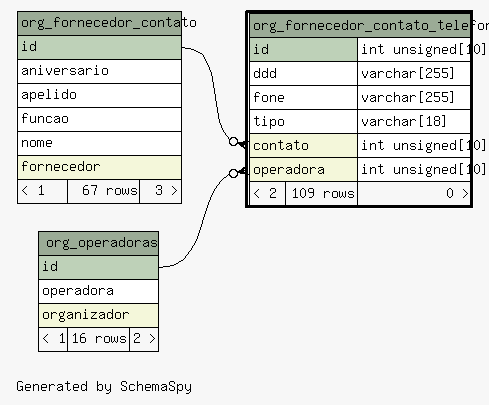 org_fornecedor_contato
id
aniversario
apelido
funcao
nome
fornecedor
< 1 67 rows 3 >
org_fornecedor_contato_telefon
id int unsigned[10]
ddd varchar[255]
fone varchar[255]
tipo varchar[18]
contato int unsigned[10]
operadora int unsigned[10]
< 2 109 rows 0 >
org_operadoras
id
operadora
organizador
< 1 16 rows 2 >
Generated by SchemaSpy